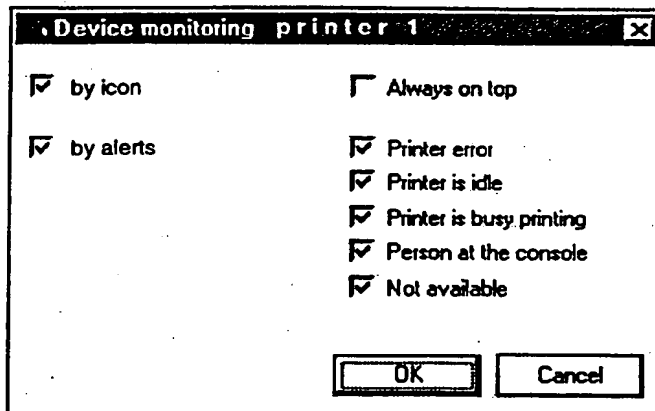 Device monitoring printer 1
by icon
Always on top
by alerts
Printer error
Printer is idle
Printer is busy printing
Person at the console
Not available
OK
Cancel